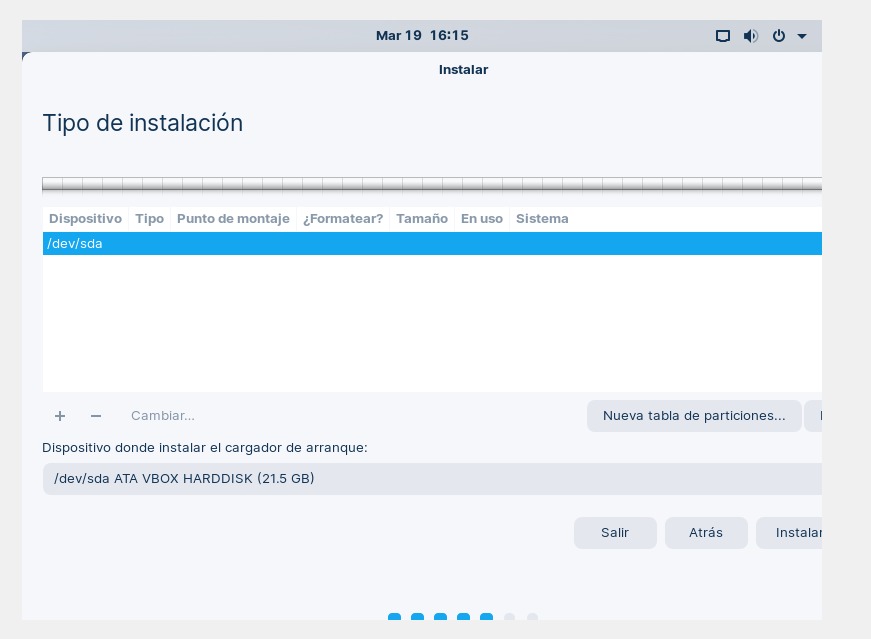 Mar 19 16:15
Instalar
Tipo de instalación
Dispositivo Tipo Punto de montaje ¿Formatear? Tamaño En uso Sistema
/dev/sda
+ − Cambiar... Nueva tabla de particiones...
Dispositivo donde instalar el cargador de arranque:
/dev/sda ATA VBOX HARDDISK (21.5 GB)
Salir Atrás Instalar